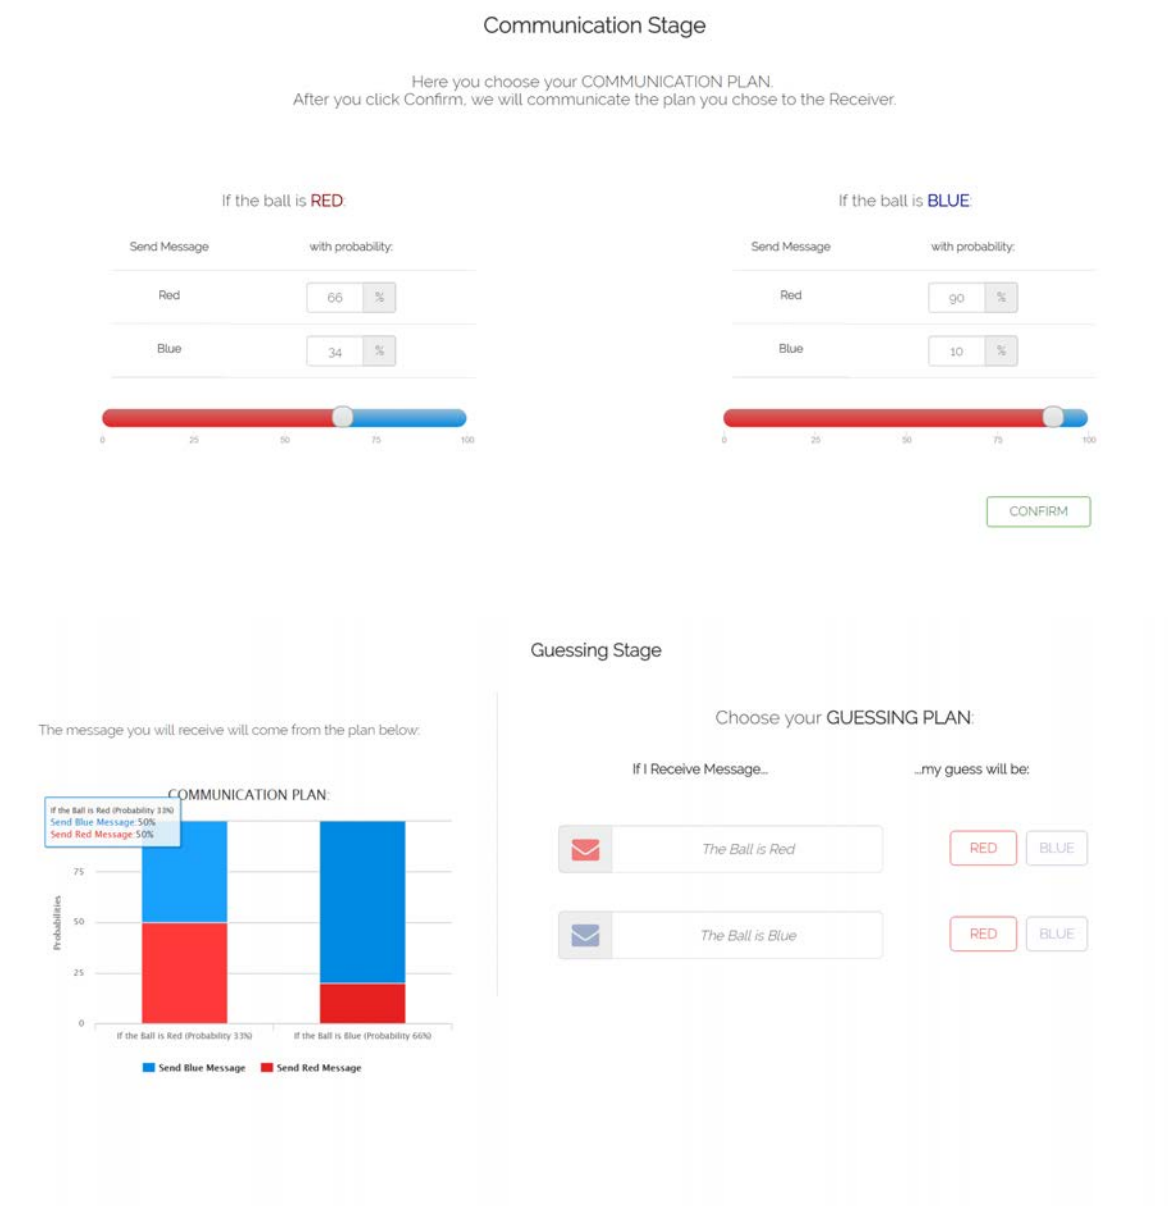 Communication Stage
Here you choose your COMMUNICATION PLAN.
After you click Confirm, we will communicate the plan you chose to the Receiver.
If the ball is RED:
Send Message with probability:
Red 66 %
Blue 34 %
0 25 50 75 100
If the ball is BLUE:
Send Message with probability:
Red 90 %
Blue 10 %
0 25 50 75 100
CONFIRM
Guessing Stage
The message you will receive will come from the plan below:
COMMUNICATION PLAN:
If the Ball is Red (Probability 33%)
Send Blue Message:50%
Send Red Message:50%
75
50
25
0
Probabilities
If the Ball is Red (Probability 33%) If the Ball is Blue (Probability 66%)
Send Blue Message Send Red Message
Choose your GUESSING PLAN:
If I Receive Message... ...my guess will be:
The Ball is Red RED BLUE
The Ball is Blue RED BLUE